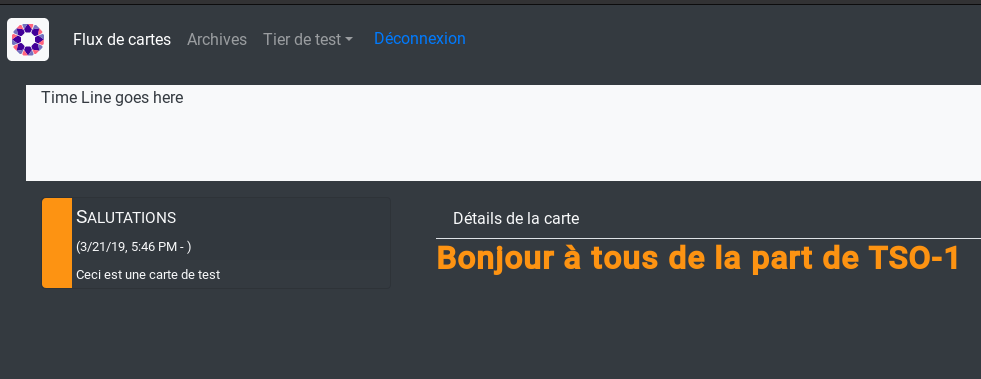 Flux de cartes Archives Tier de test Déconnexion
Time Line goes here
SALUTATIONS
(3/21/19, 5:46 PM - )
Ceci est une carte de test
Détails de la carte
Bonjour à tous de la part de TSO-1